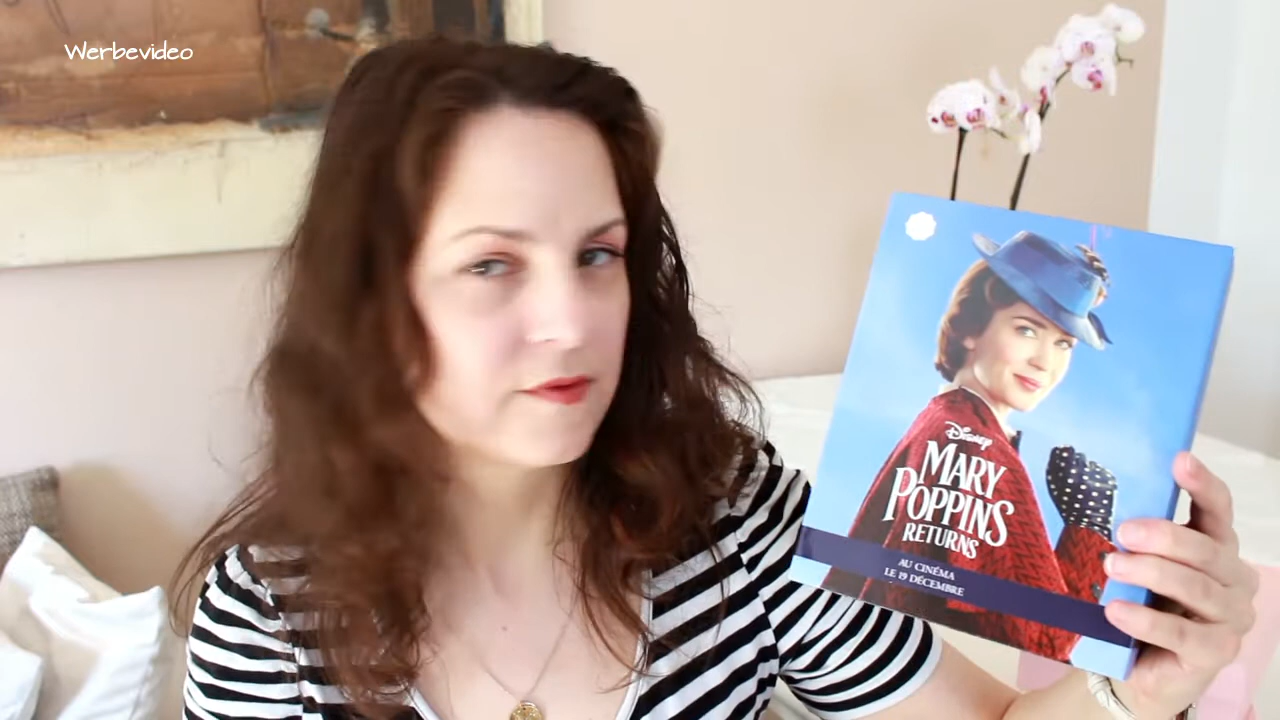 Werbevideo
Disney
MARY
POPPINS
RETURNS
AU CINÉMA
LE 19 DÉCEMBRE